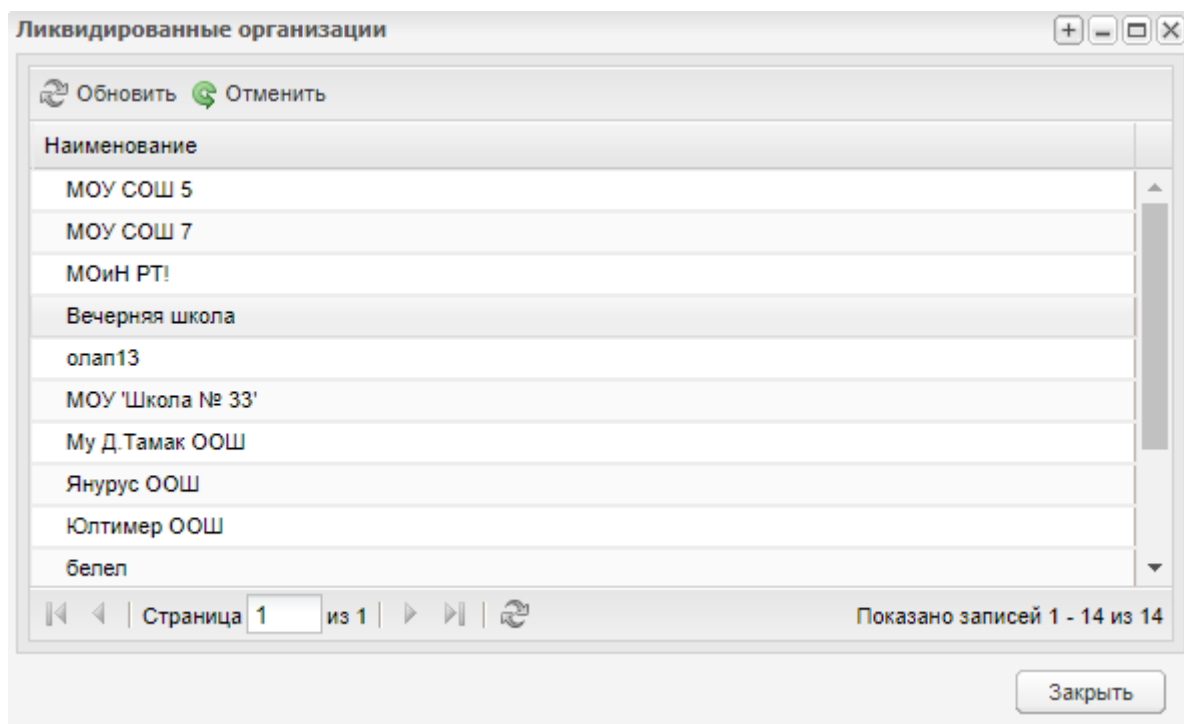 Ликвидированные организации
Обновить Отменить
Наименование
МОУ СОШ 5
МОУ СОШ 7
МОиН РТ!
Вечерняя школа
олап13
МОУ 'Школа № 33'
Му Д.Тамак ООШ
Янурус ООШ
Юлтимер ООШ
белел
Страница 1 из 1 Показано записей 1 - 14 из 14
Закрыть